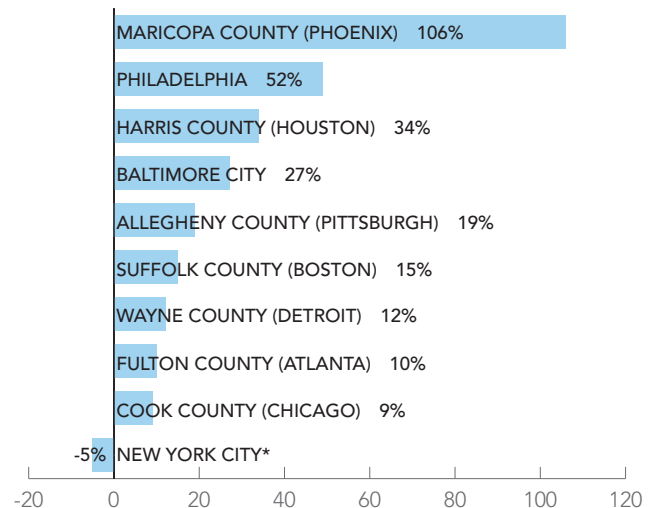 MARICOPA COUNTY (PHOENIX) 106%
PHILADELPHIA 52%
HARRIS COUNTY (HOUSTON) 34%
BALTIMORE CITY 27%
ALLEGHENY COUNTY (PITTSBURGH) 19%
SUFFOLK COUNTY (BOSTON) 15%
WAYNE COUNTY (DETROIT) 12%
FULTON COUNTY (ATLANTA) 10%
COOK COUNTY (CHICAGO) 9%
-5% NEW YORK CITY*
-20 0 20 40 60 80 100 120